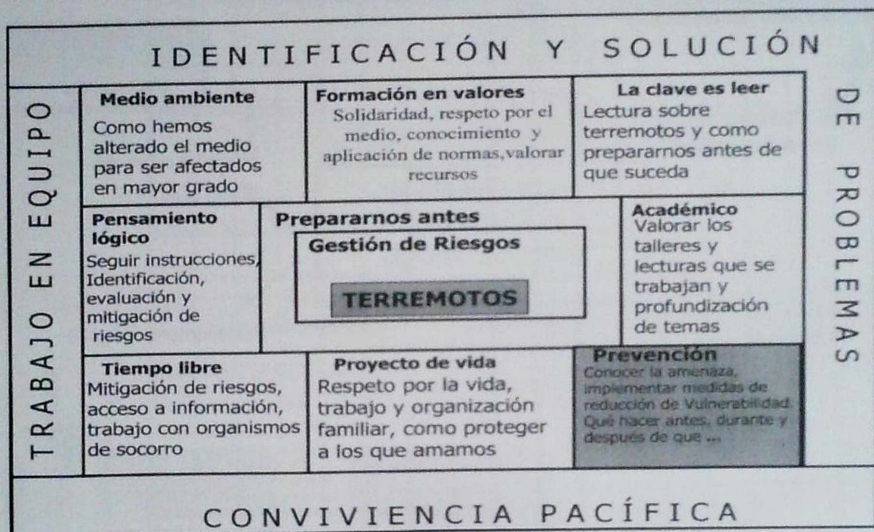 IDENTIFICACIÓN Y SOLUCIÓN
DE PROBLEMAS
TRABAJO EN EQUIPO
Medio ambiente
Como hemos
alterado el medio
para ser afectados
en mayor grado
Formación en valores
Solidaridad, respeto por el
medio, conocimiento y
aplicación de normas,valorar
recursos
La clave es leer
Lectura sobre
terremotos y como
prepararnos antes de
que suceda
Pensamiento
lógico
Seguir instrucciones,
Identificación,
evaluación y
mitigación de
riesgos
Prepararnos antes
Gestión de Riesgos
TERREMOTOS
Académico
Valorar los
talleres y
lecturas que se
trabajan y
profundización
de temas
Tiempo libre
Mitigación de riesgos,
acceso a información,
trabajo con organismos
de socorro
Proyecto de vida
Respeto por la vida,
trabajo y organización
familiar, como proteger
a los que amamos
Prevención
Conocer la amenaza,
implementar medidas de
reducción de Vulnerabilidad.
Qué hacer antes, durante y
después de que ...
CONVIVIENCIA PACÍFICA